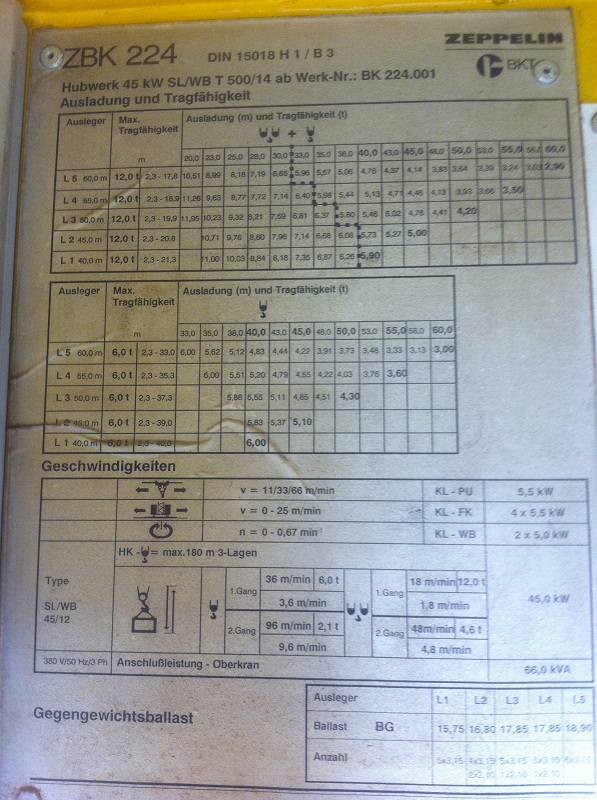 ZEPPELIN
ZBK 224 DIN 15018 H 1 / B 3
BKT
Hubwerk 45 kW SL/WB T 500/14 ab Werk-Nr.: BK 224.001
Ausladung und Tragfähigkeit
Ausleger Max. Tragfähigkeit m Ausladung (m) und Tragfähigkeit (t)
+
20,0 23,0 25,0 28,0 30,0 33,0 35,0 38,0 40,0 43,0 45,0 48,0 50,0 53,0 55,0 58,0 60,0
L 5 60,0 m 12,0 t 2,3 - 17,8 10,51 8,99 8,18 7,19 6,65 5,96 5,57 5,06 4,76 4,37 4,14 3,83 3,64 3,39 3,24 2,90
L 4 55,0 m 12,0 t 2,3 - 18,9 11,26 9,63 8,77 7,72 7,14 6,40 5,98 5,44 5,13 4,71 4,46 4,13 3,93 3,66 3,50
L 3 50,0 m 12,0 t 2,3 - 19,9 11,95 10,23 9,32 8,21 7,59 6,81 6,37 5,80 5,46 5,02 4,76 4,41 4,20
L 2 45,0 m 12,0 t 2,3 - 20,8 10,71 9,76 8,60 7,96 7,14 6,68 6,08 5,73 5,27 5,00
L 1 40,0 m 12,0 t 2,3 - 21,3 11,00 10,03 8,84 8,18 7,35 6,87 6,26 5,90
Ausleger Max. Tragfähigkeit m Ausladung (m) und Tragfähigkeit (t)
33,0 35,0 38,0 40,0 43,0 45,0 48,0 50,0 53,0 55,0 58,0 60,0
L 5 60,0 m 6,0 t 2,3 - 33,0 6,00 5,62 5,12 4,83 4,44 4,22 3,91 3,73 3,48 3,33 3,13 3,00
L 4 55,0 m 6,0 t 2,3 - 35,3 6,00 5,51 5,20 4,79 4,55 4,22 4,03 3,76 3,60
L 3 50,0 m 6,0 t 2,3 - 37,3 5,88 5,55 5,11 4,85 4,51 4,30
L 2 45,0 m 6,0 t 2,3 - 39,0 5,83 5,37 5,10
L 1 40,0 m 6,0 t 2,3 - 40,0 6,00
Geschwindigkeiten
v = 11/33/66 m/min KL - PU 5,5 kW
v = 0 - 25 m/min KL - FK 4 x 5,5 kW
n = 0 - 0,67 min KL - WB 2 x 5,0 kW
HK - = max.180 m 3-Lagen
Type SL/WB 45/12
1.Gang 36 m/min 6,0 t 1.Gang 18 m/min 12,0 t
3,6 m/min 1,8 m/min 45,0 kW
2.Gang 96 m/min 2,1 t 2.Gang 48m/min 4,6 t
9,6 m/min 4,8 m/min
380 V/50 Hz/3 Ph Anschlußleistung - Oberkran 66,0 kVA
Gegengewichtsballast
Ausleger L1 L2 L3 L4 L5
Ballast BG 15,75 16,80 17,85 17,85 18,90
Anzahl 5x3,15 4x3,15 5x3,15 5x3,15 6x3,15
2x2,10 1x2,10 1x2,10